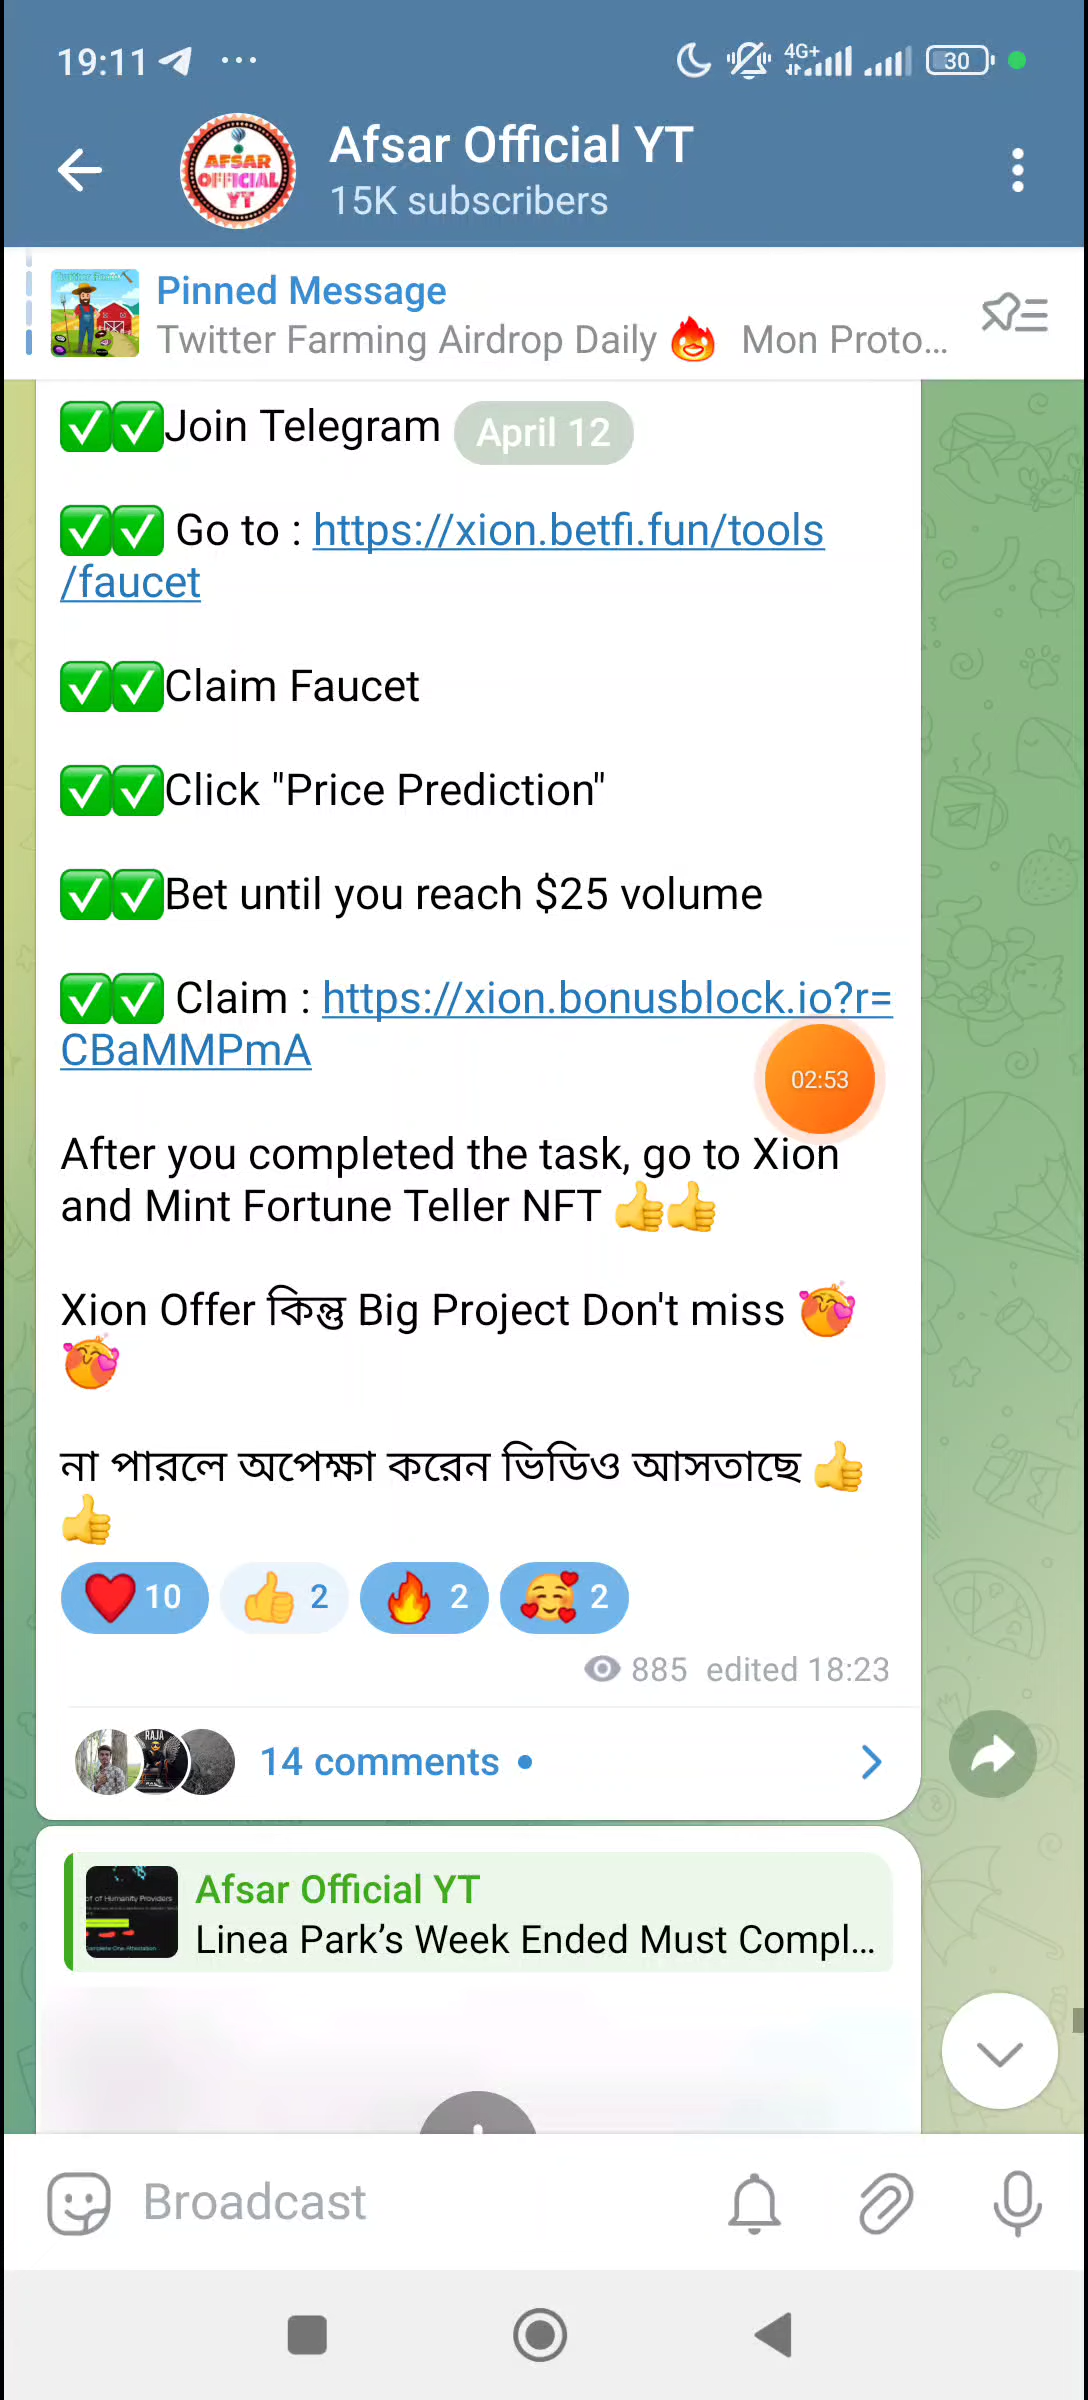 19:11
4G+
30
AFSAR
OFFICIAL
YT
Afsar Official YT
15K subscribers
Pinned Message
Twitter Farming Airdrop Daily 🔥 Mon Proto...
✅✅Join Telegram
April 12
✅✅ Go to : https://xion.betfi.fun/tools
/faucet
✅✅Claim Faucet
✅✅Click "Price Prediction"
✅✅Bet until you reach $25 volume
✅✅ Claim : https://xion.bonusblock.io?r=
CBaMMPmA
02:53
After you completed the task, go to Xion
and Mint Fortune Teller NFT 👍👍
Xion Offer কিন্তু Big Project Don't miss 🥰
🥰
না পারলে অপেক্ষা করেন ভিডিও আসতাছে 👍
👍
❤️ 10 👍 2 🔥 2 🥰 2
885 edited 18:23
RAJA
14 comments
Afsar Official YT
Linea Park’s Week Ended Must Compl...
of of Humanity Providers
Broadcast